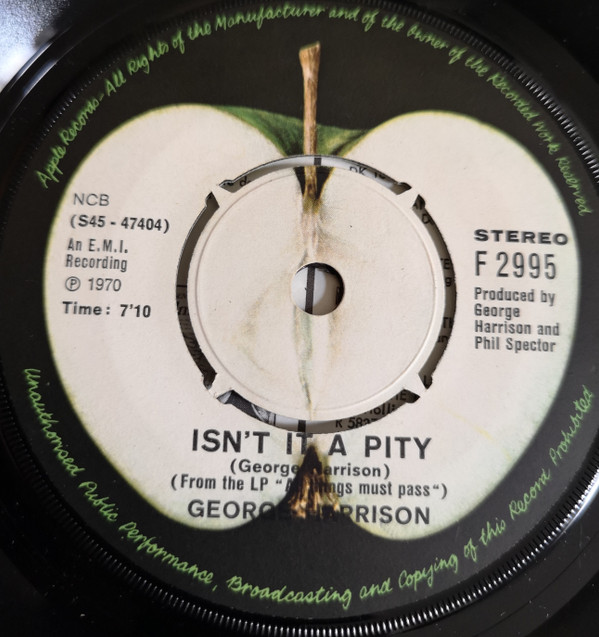 Apple Records-All Rights of the Manufacturer and of the Owner of the Recorded Work Reserved
NCB
(S45 - 47404)
An E.M.I.
Recording
℗ 1970
Time: 7'10
STEREO
F 2995
Produced by
George
Harrison and
Phil Spector
ISN'T IT A PITY
(George Harrison)
(From the LP "All things must pass")
GEORGE HARRISON
Unauthorised Public Performance, Broadcasting and Copying of this Record Prohibited